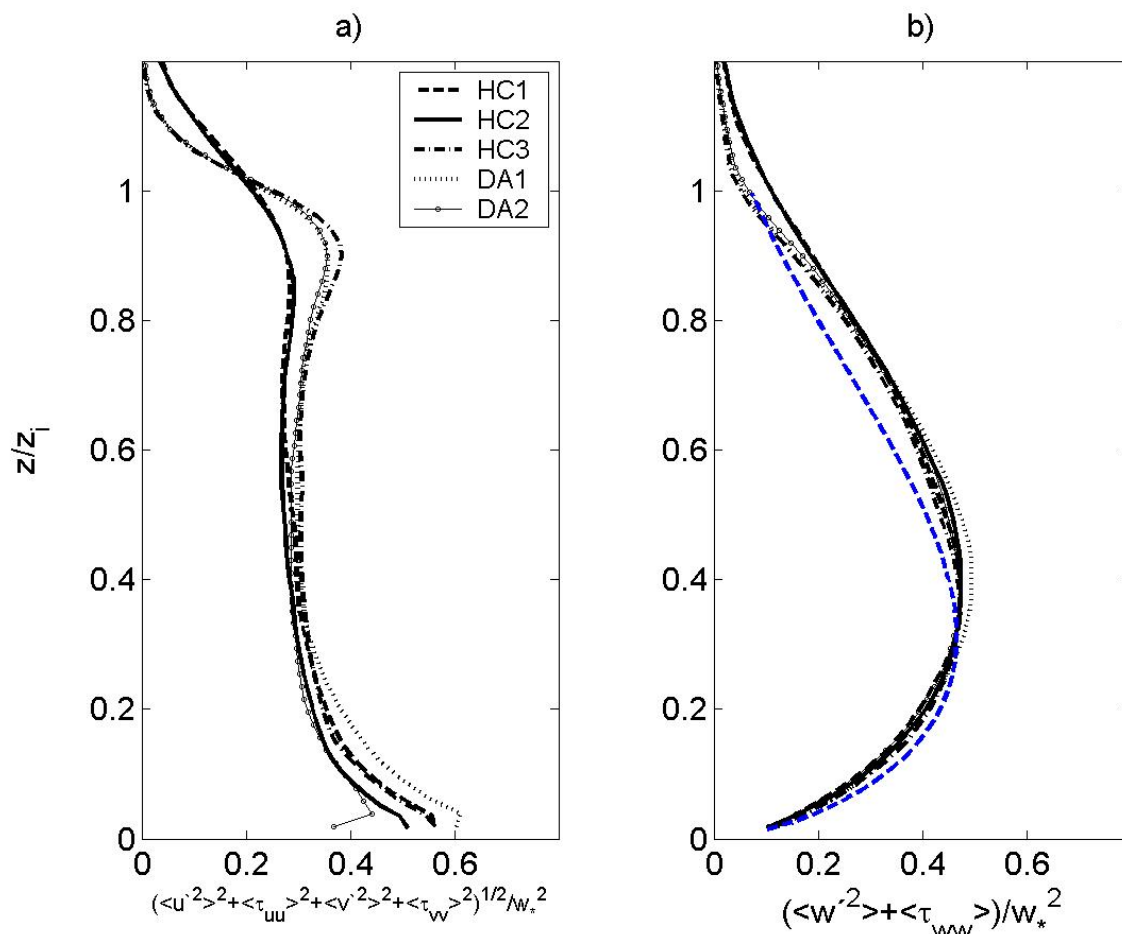 a)
HC1
HC2
HC3
DA1
DA2
z/z_i
1
0.8
0.6
0.4
0.2
0
0 0.2 0.4 0.6
(<u`²>²+<τ_uu>²+<v`²>²+<τ_vv>²)^1/2/w_*²
b)
1
0.8
0.6
0.4
0.2
0
0 0.2 0.4 0.6
(<w´²>+<τ_ww>)/w_*²